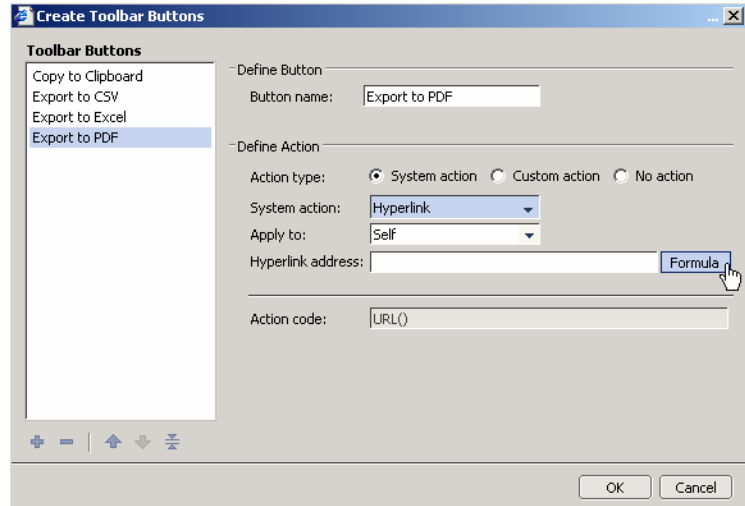 Create Toolbar Buttons ...
Toolbar Buttons
Copy to Clipboard
Export to CSV
Export to Excel
Export to PDF
Define Button
Button name: Export to PDF
Define Action
Action type: System action Custom action No action
System action: Hyperlink
Apply to: Self
Hyperlink address: Formula
Action code: URL()
OK Cancel